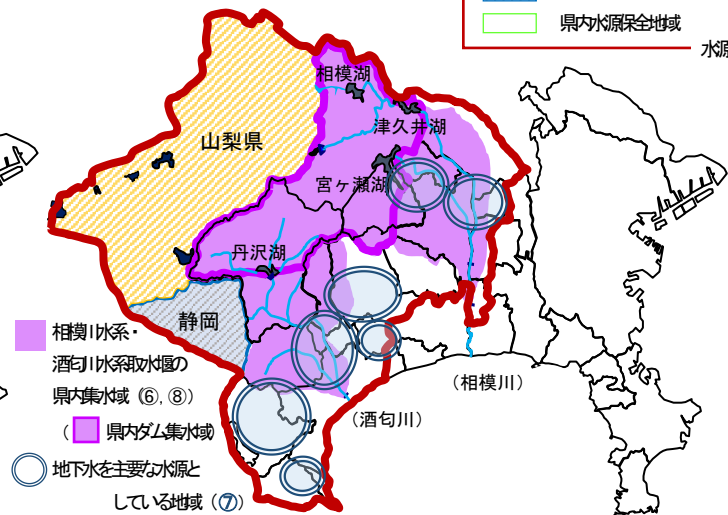 県内水源保全地域
水源
相模湖
津久井湖
山梨県
宮ヶ瀬湖
丹沢湖
静岡
相模川水系・
酒匂川水系取水堰の
県内集水域（⑥, ⑧）
（ 県内ダム集水域）
地下水を主要な水源と
している地域（⑦）
（相模川）
（酒匂川）